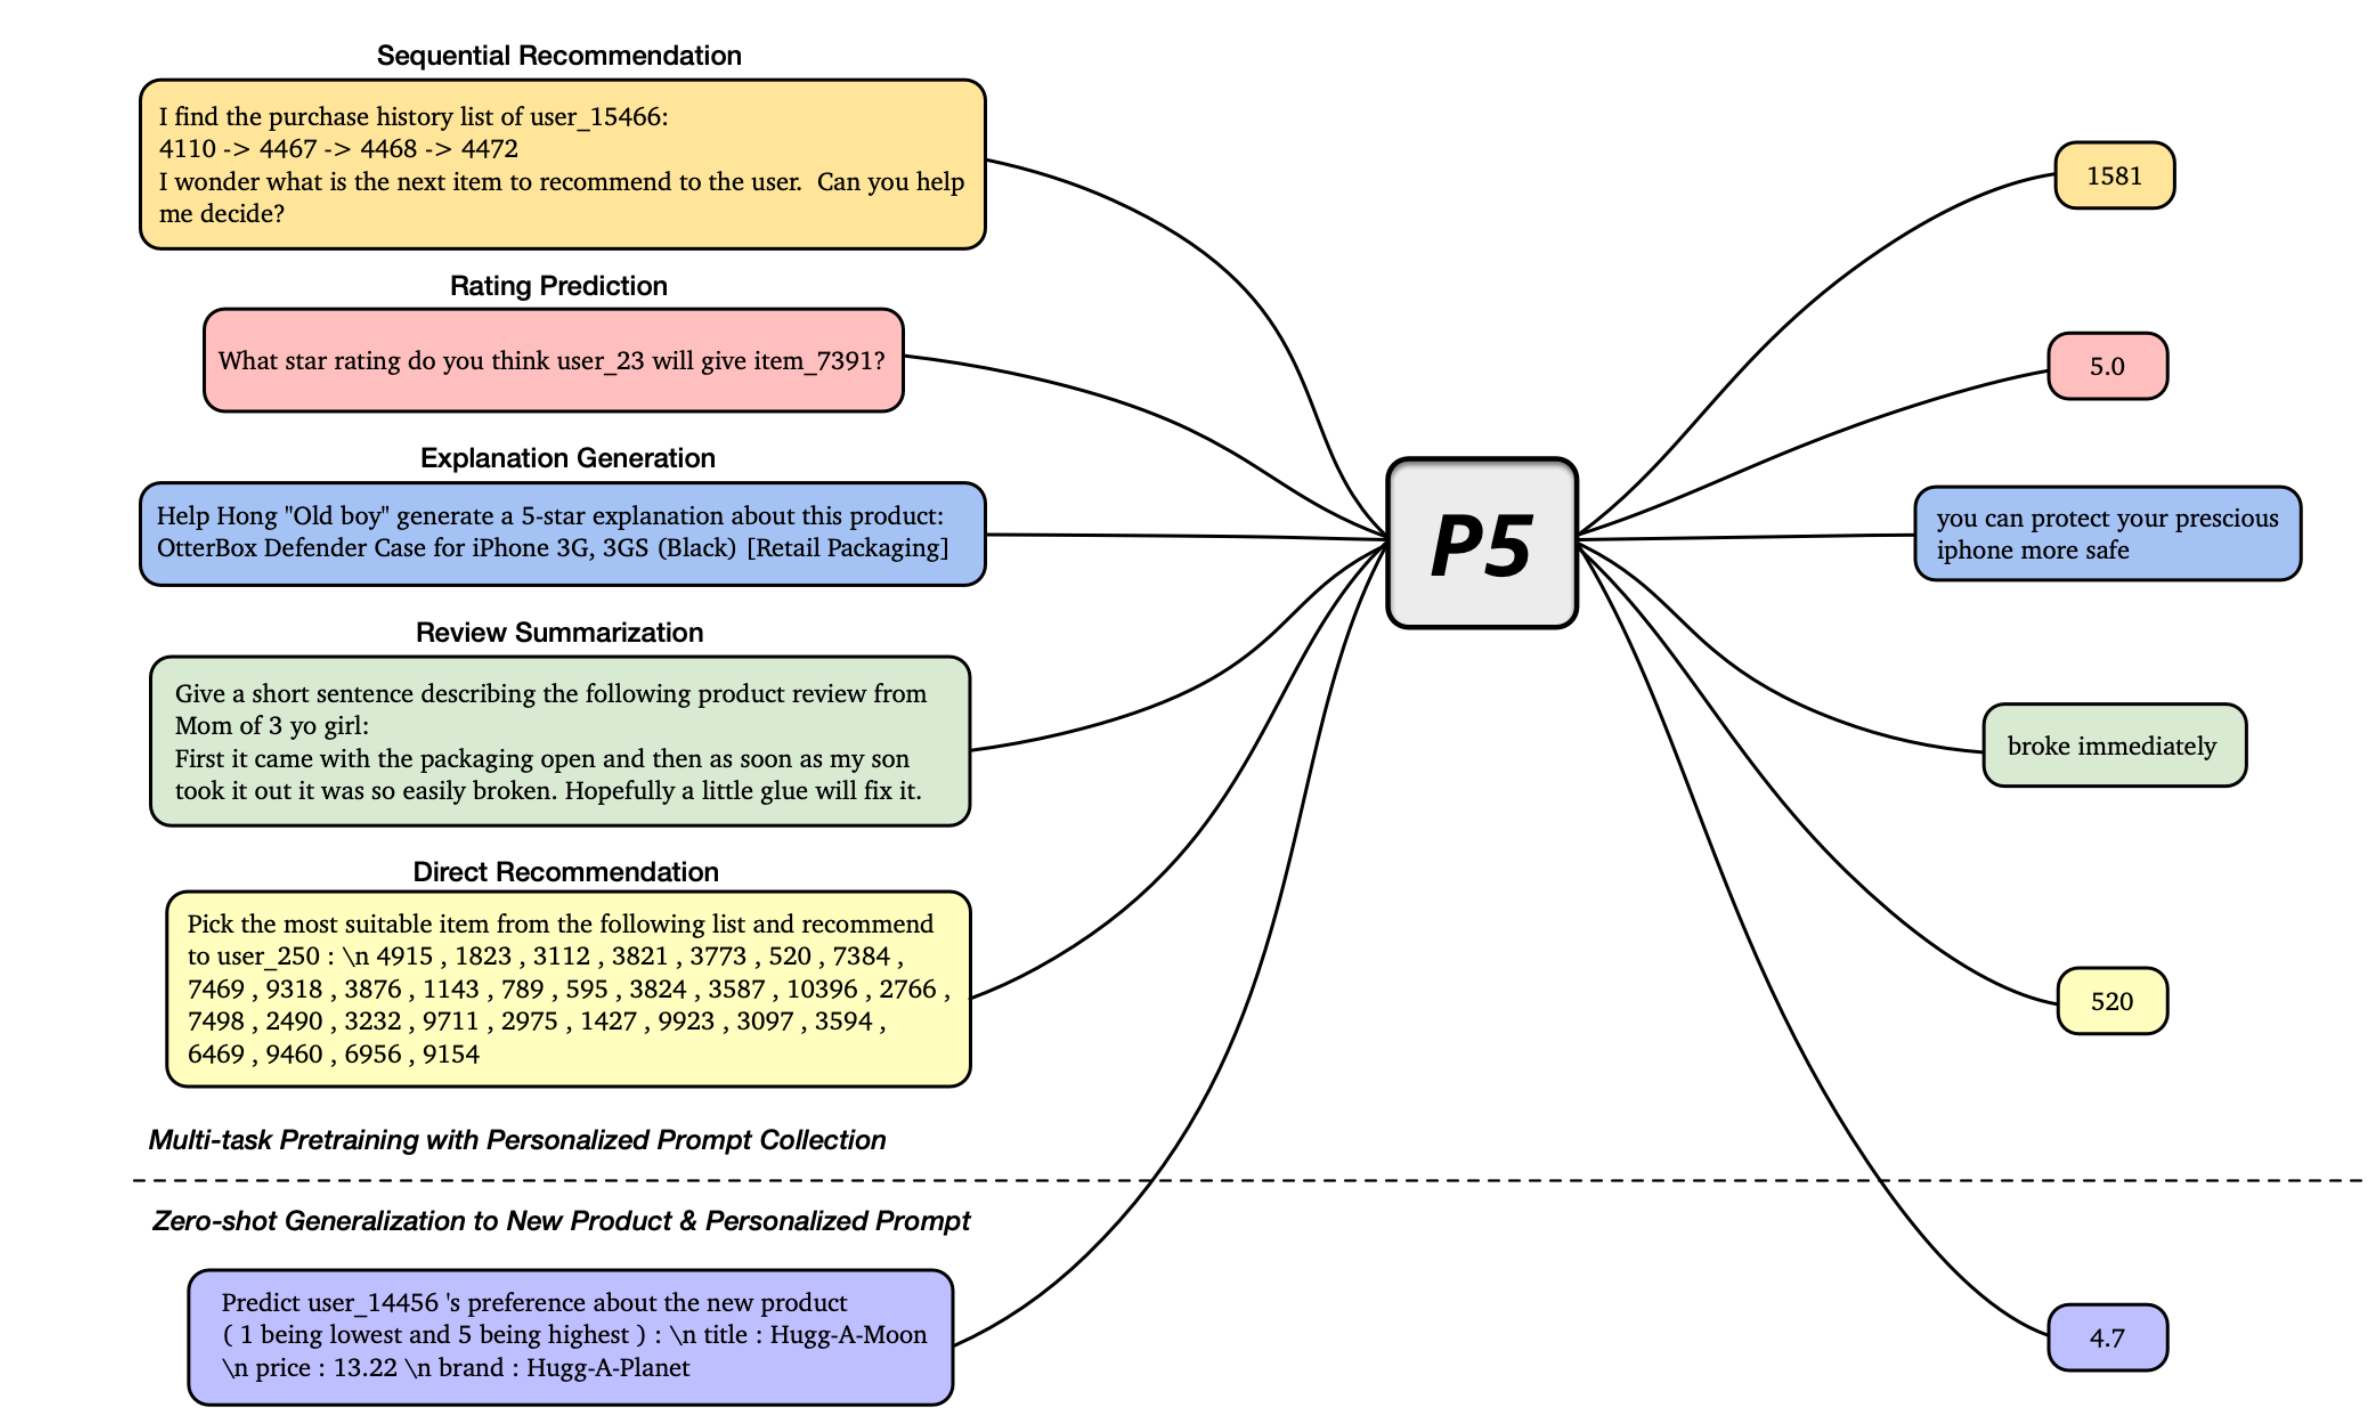 Sequential Recommendation
I find the purchase history list of user_15466:
4110 -> 4467 -> 4468 -> 4472
I wonder what is the next item to recommend to the user.  Can you help
me decide?
Rating Prediction
What star rating do you think user_23 will give item_7391?
Explanation Generation
Help Hong "Old boy" generate a 5-star explanation about this product:
OtterBox Defender Case for iPhone 3G, 3GS (Black) [Retail Packaging]
Review Summarization
Give a short sentence describing the following product review from
Mom of 3 yo girl:
First it came with the packaging open and then as soon as my son
took it out it was so easily broken. Hopefully a little glue will fix it.
Direct Recommendation
Pick the most suitable item from the following list and recommend
to user_250 : \n 4915 , 1823 , 3112 , 3821 , 3773 , 520 , 7384 ,
7469 , 9318 , 3876 , 1143 , 789 , 595 , 3824 , 3587 , 10396 , 2766 ,
7498 , 2490 , 3232 , 9711 , 2975 , 1427 , 9923 , 3097 , 3594 ,
6469 , 9460 , 6956 , 9154
Multi-task Pretraining with Personalized Prompt Collection
Zero-shot Generalization to New Product & Personalized Prompt
Predict user_14456 's preference about the new product
( 1 being lowest and 5 being highest ) : \n title : Hugg-A-Moon
\n price : 13.22 \n brand : Hugg-A-Planet
P5
1581
5.0
you can protect your prescious
iphone more safe
broke immediately
520
4.7